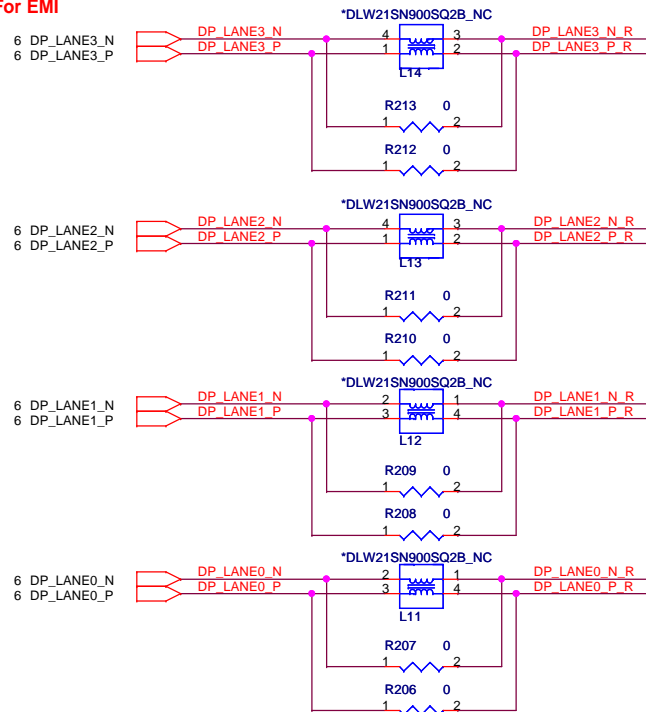 For EMI
*DLW21SN900SQ2B_NC
6 DP_LANE3_N DP_LANE3_N 4 3 DP_LANE3_N_R
6 DP_LANE3_P DP_LANE3_P 1 2 DP_LANE3_P_R
L14
R213 0
1 2
R212 0
1 2
*DLW21SN900SQ2B_NC
6 DP_LANE2_N DP_LANE2_N 4 3 DP_LANE2_N_R
6 DP_LANE2_P DP_LANE2_P 1 2 DP_LANE2_P_R
L13
R211 0
1 2
R210 0
1 2
*DLW21SN900SQ2B_NC
6 DP_LANE1_N DP_LANE1_N 2 1 DP_LANE1_N_R
6 DP_LANE1_P DP_LANE1_P 3 4 DP_LANE1_P_R
L12
R209 0
1 2
R208 0
1 2
*DLW21SN900SQ2B_NC
6 DP_LANE0_N DP_LANE0_N 2 1 DP_LANE0_N_R
6 DP_LANE0_P DP_LANE0_P 3 4 DP_LANE0_P_R
L11
R207 0
1 2
R206 0
1 2